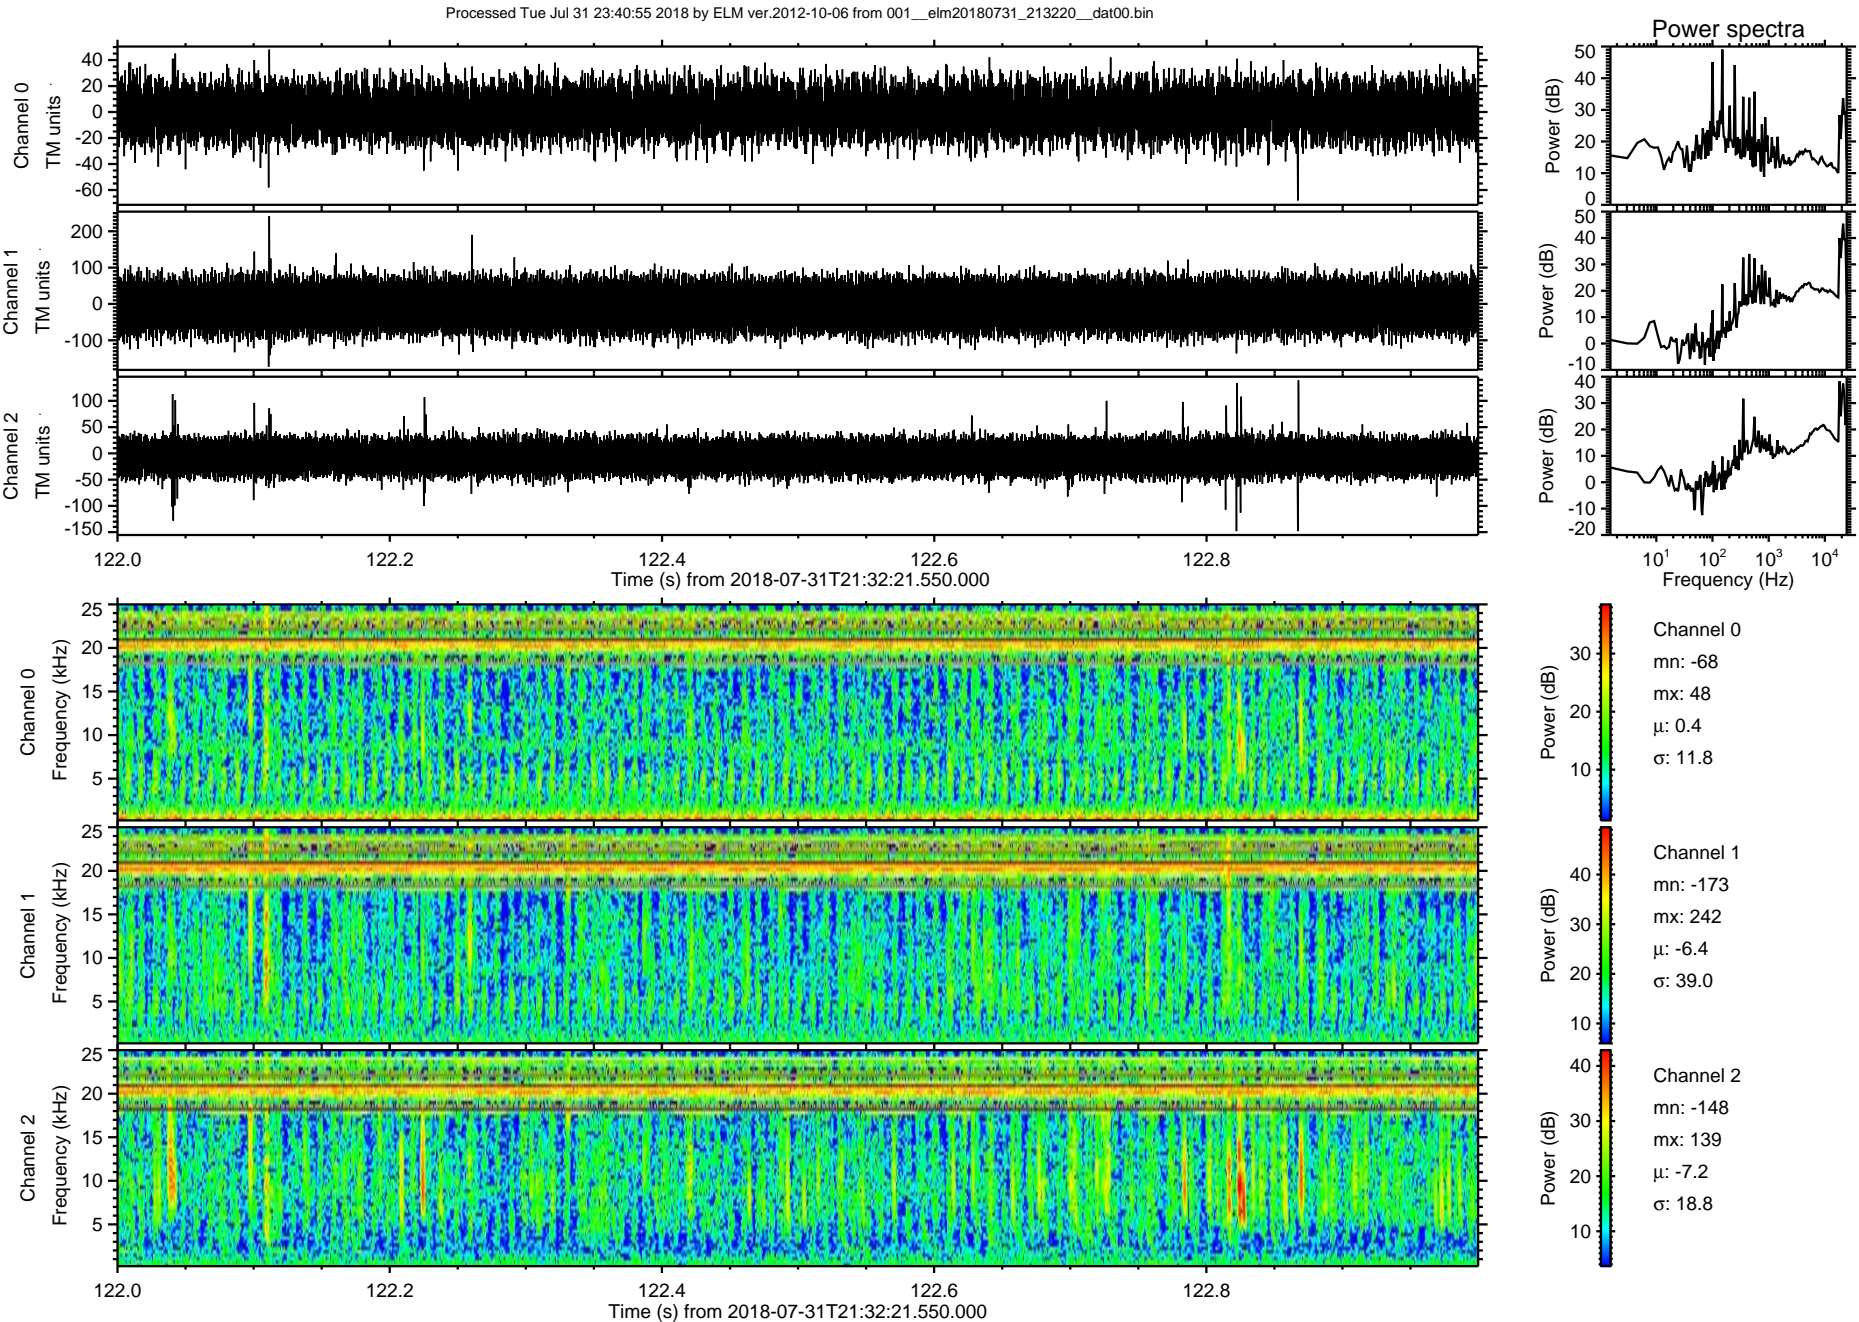 Processed Tue Jul 31 23:40:55 2018 by ELM ver.2012-10-06 from 001__elm20180731_213220__dat00.bin
Power spectra
Channel 0
TM units
40
20
0
-20
-40
-60
Power (dB)
50
40
30
20
10
0
Channel 1
TM units
200
100
0
-100
Power (dB)
50
40
30
20
10
0
-10
Channel 2
TM units
100
50
0
-50
-100
-150
Power (dB)
40
30
20
10
0
-10
-20
122.0 122.2 122.4 122.6 122.8
Time (s) from 2018-07-31T21:32:21.550.000
10^1 10^2 10^3 10^4
Frequency (Hz)
Channel 0
Frequency (kHz)
25
20
15
10
5
Power (dB)
30
20
10
Channel 0
mn: -68
mx: 48
μ: 0.4
σ: 11.8
Channel 1
Frequency (kHz)
25
20
15
10
5
Power (dB)
40
30
20
10
Channel 1
mn: -173
mx: 242
μ: -6.4
σ: 39.0
Channel 2
Frequency (kHz)
25
20
15
10
5
Power (dB)
40
30
20
10
Channel 2
mn: -148
mx: 139
μ: -7.2
σ: 18.8
122.0 122.2 122.4 122.6 122.8
Time (s) from 2018-07-31T21:32:21.550.000